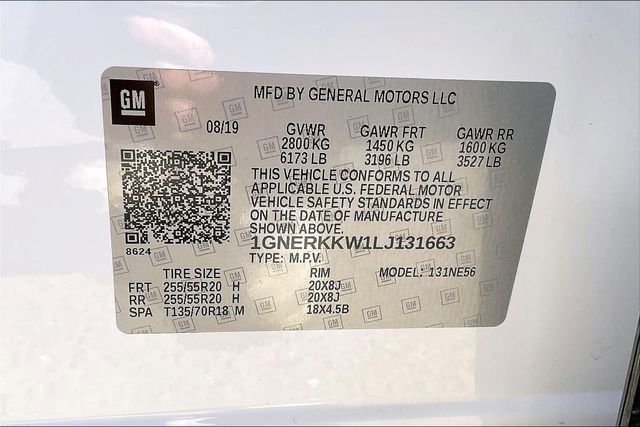 GM
MFD BY GENERAL MOTORS LLC
08/19 GVWR GAWR FRT GAWR RR
2800 KG 1450 KG 1600 KG
6173 LB 3196 LB 3527 LB
THIS VEHICLE CONFORMS TO ALL
APPLICABLE U.S. FEDERAL MOTOR
VEHICLE SAFETY STANDARDS IN EFFECT
ON THE DATE OF MANUFACTURE
SHOWN ABOVE.
8624
1GNERKKW1LJ131663
TYPE: M.P.V.
TIRE SIZE RIM MODEL: 131NE56
FRT 255/55R20 H 20X8J
RR 255/55R20 H 20X8J
SPA T135/70R18 M 18X4.5B